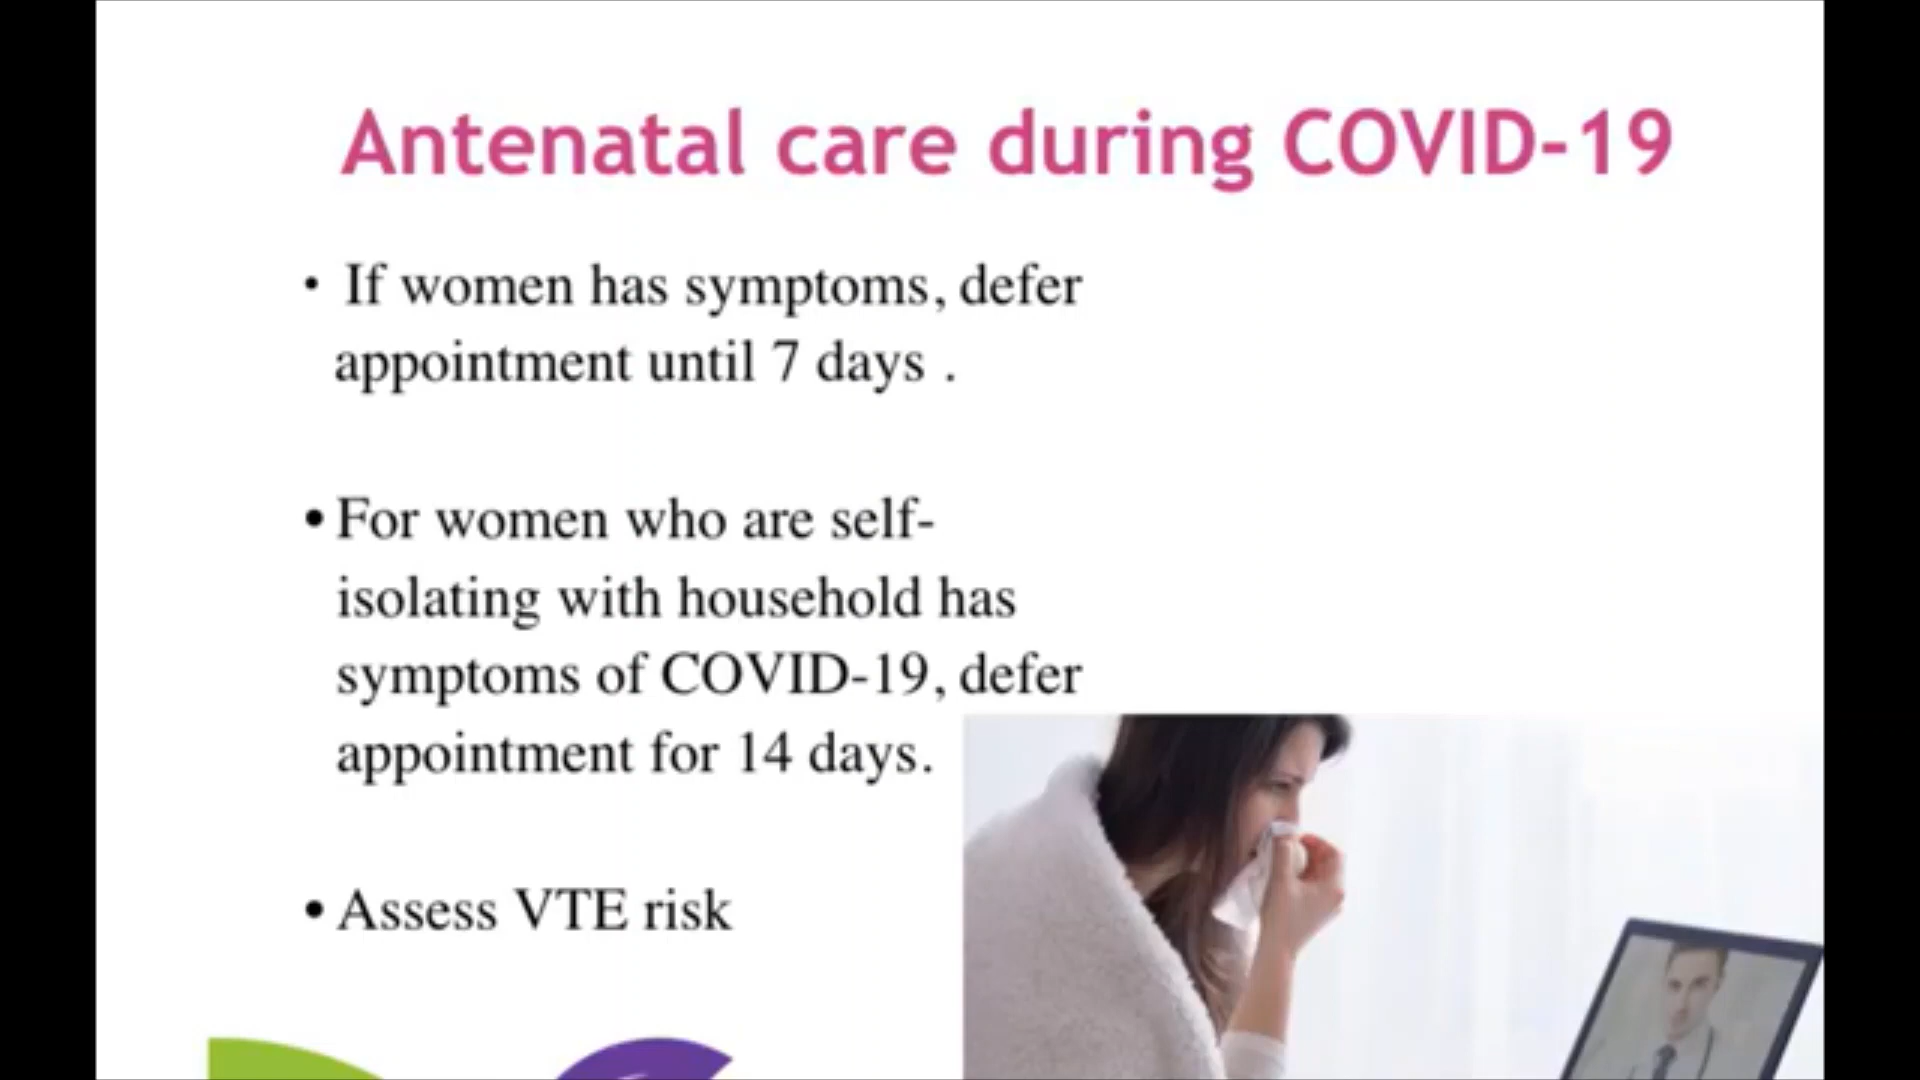 Antenatal care during COVID-19
• If women has symptoms, defer
appointment until 7 days .
• For women who are self-
isolating with household has
symptoms of COVID-19, defer
appointment for 14 days.
• Assess VTE risk